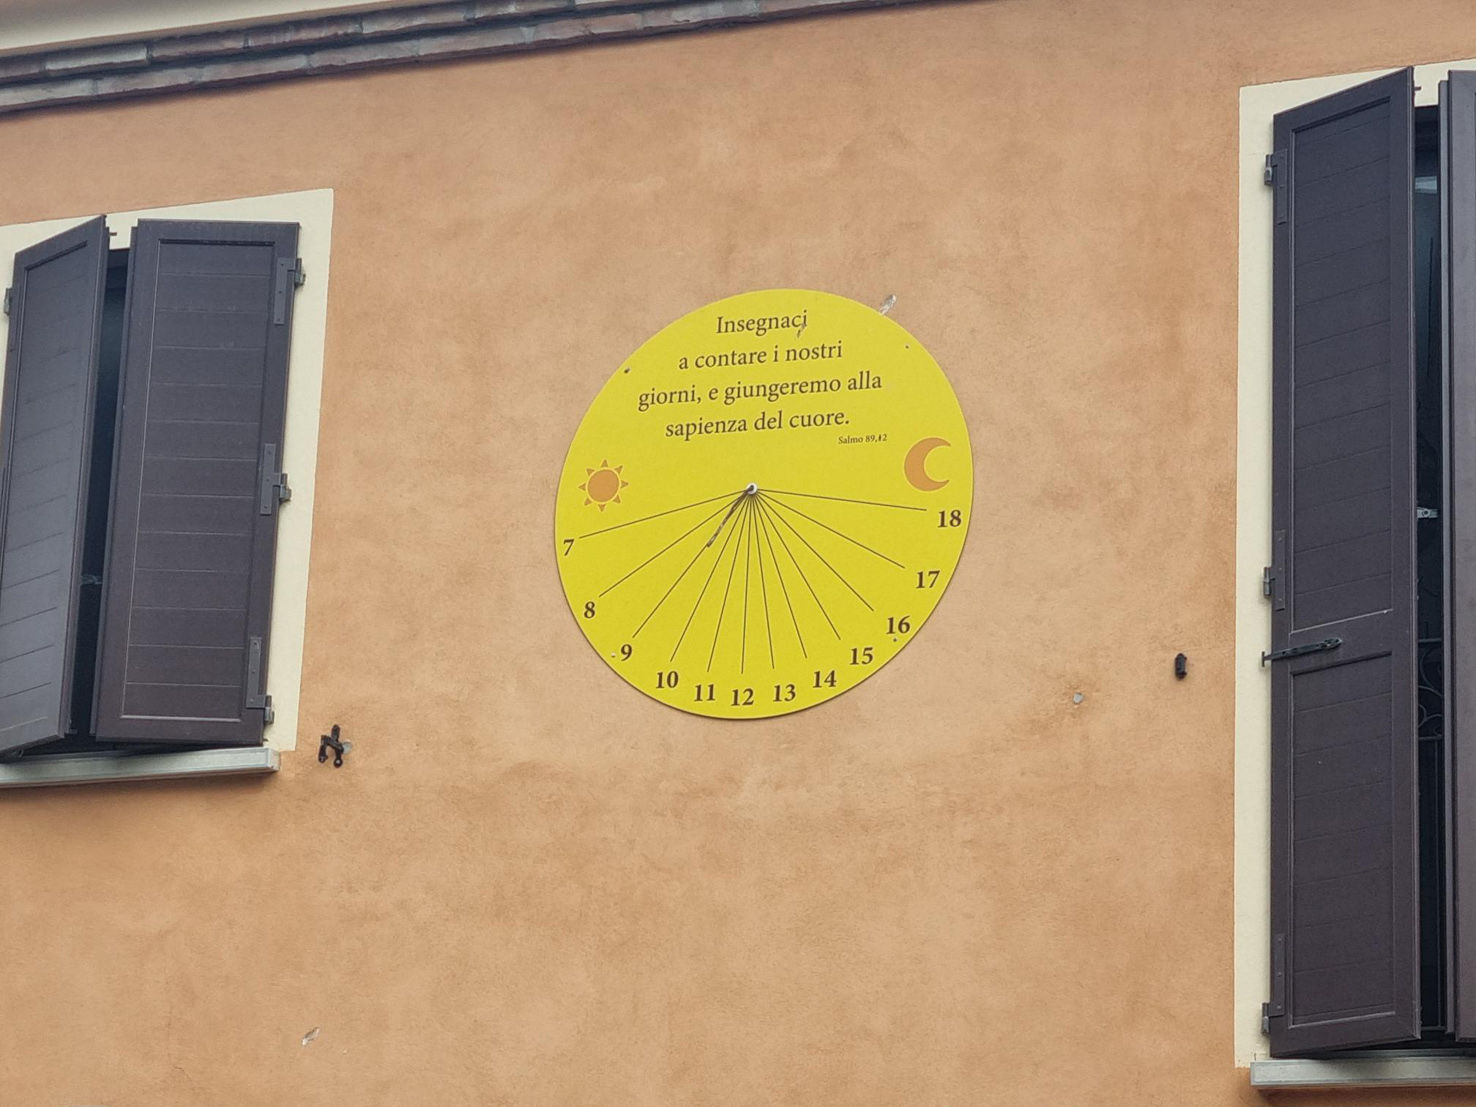 Insegnaci
a contare i nostri
giorni, e giungeremo alla
sapienza del cuore.
Salmo 89,12
7
8
9
10
11
12
13
14
15
16
17
18